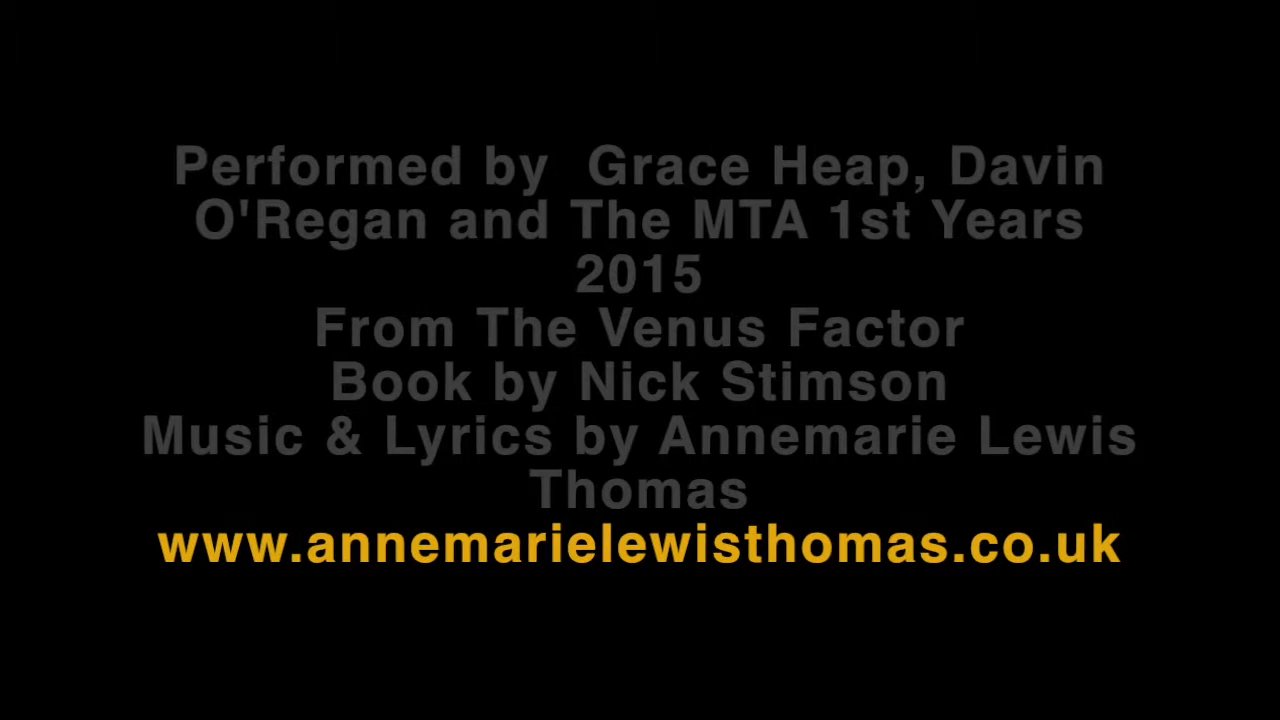 Performed by  Grace Heap, Davin
O'Regan and The MTA 1st Years
2015
From The Venus Factor
Book by Nick Stimson
Music & Lyrics by Annemarie Lewis
Thomas
www.annemarielewisthomas.co.uk